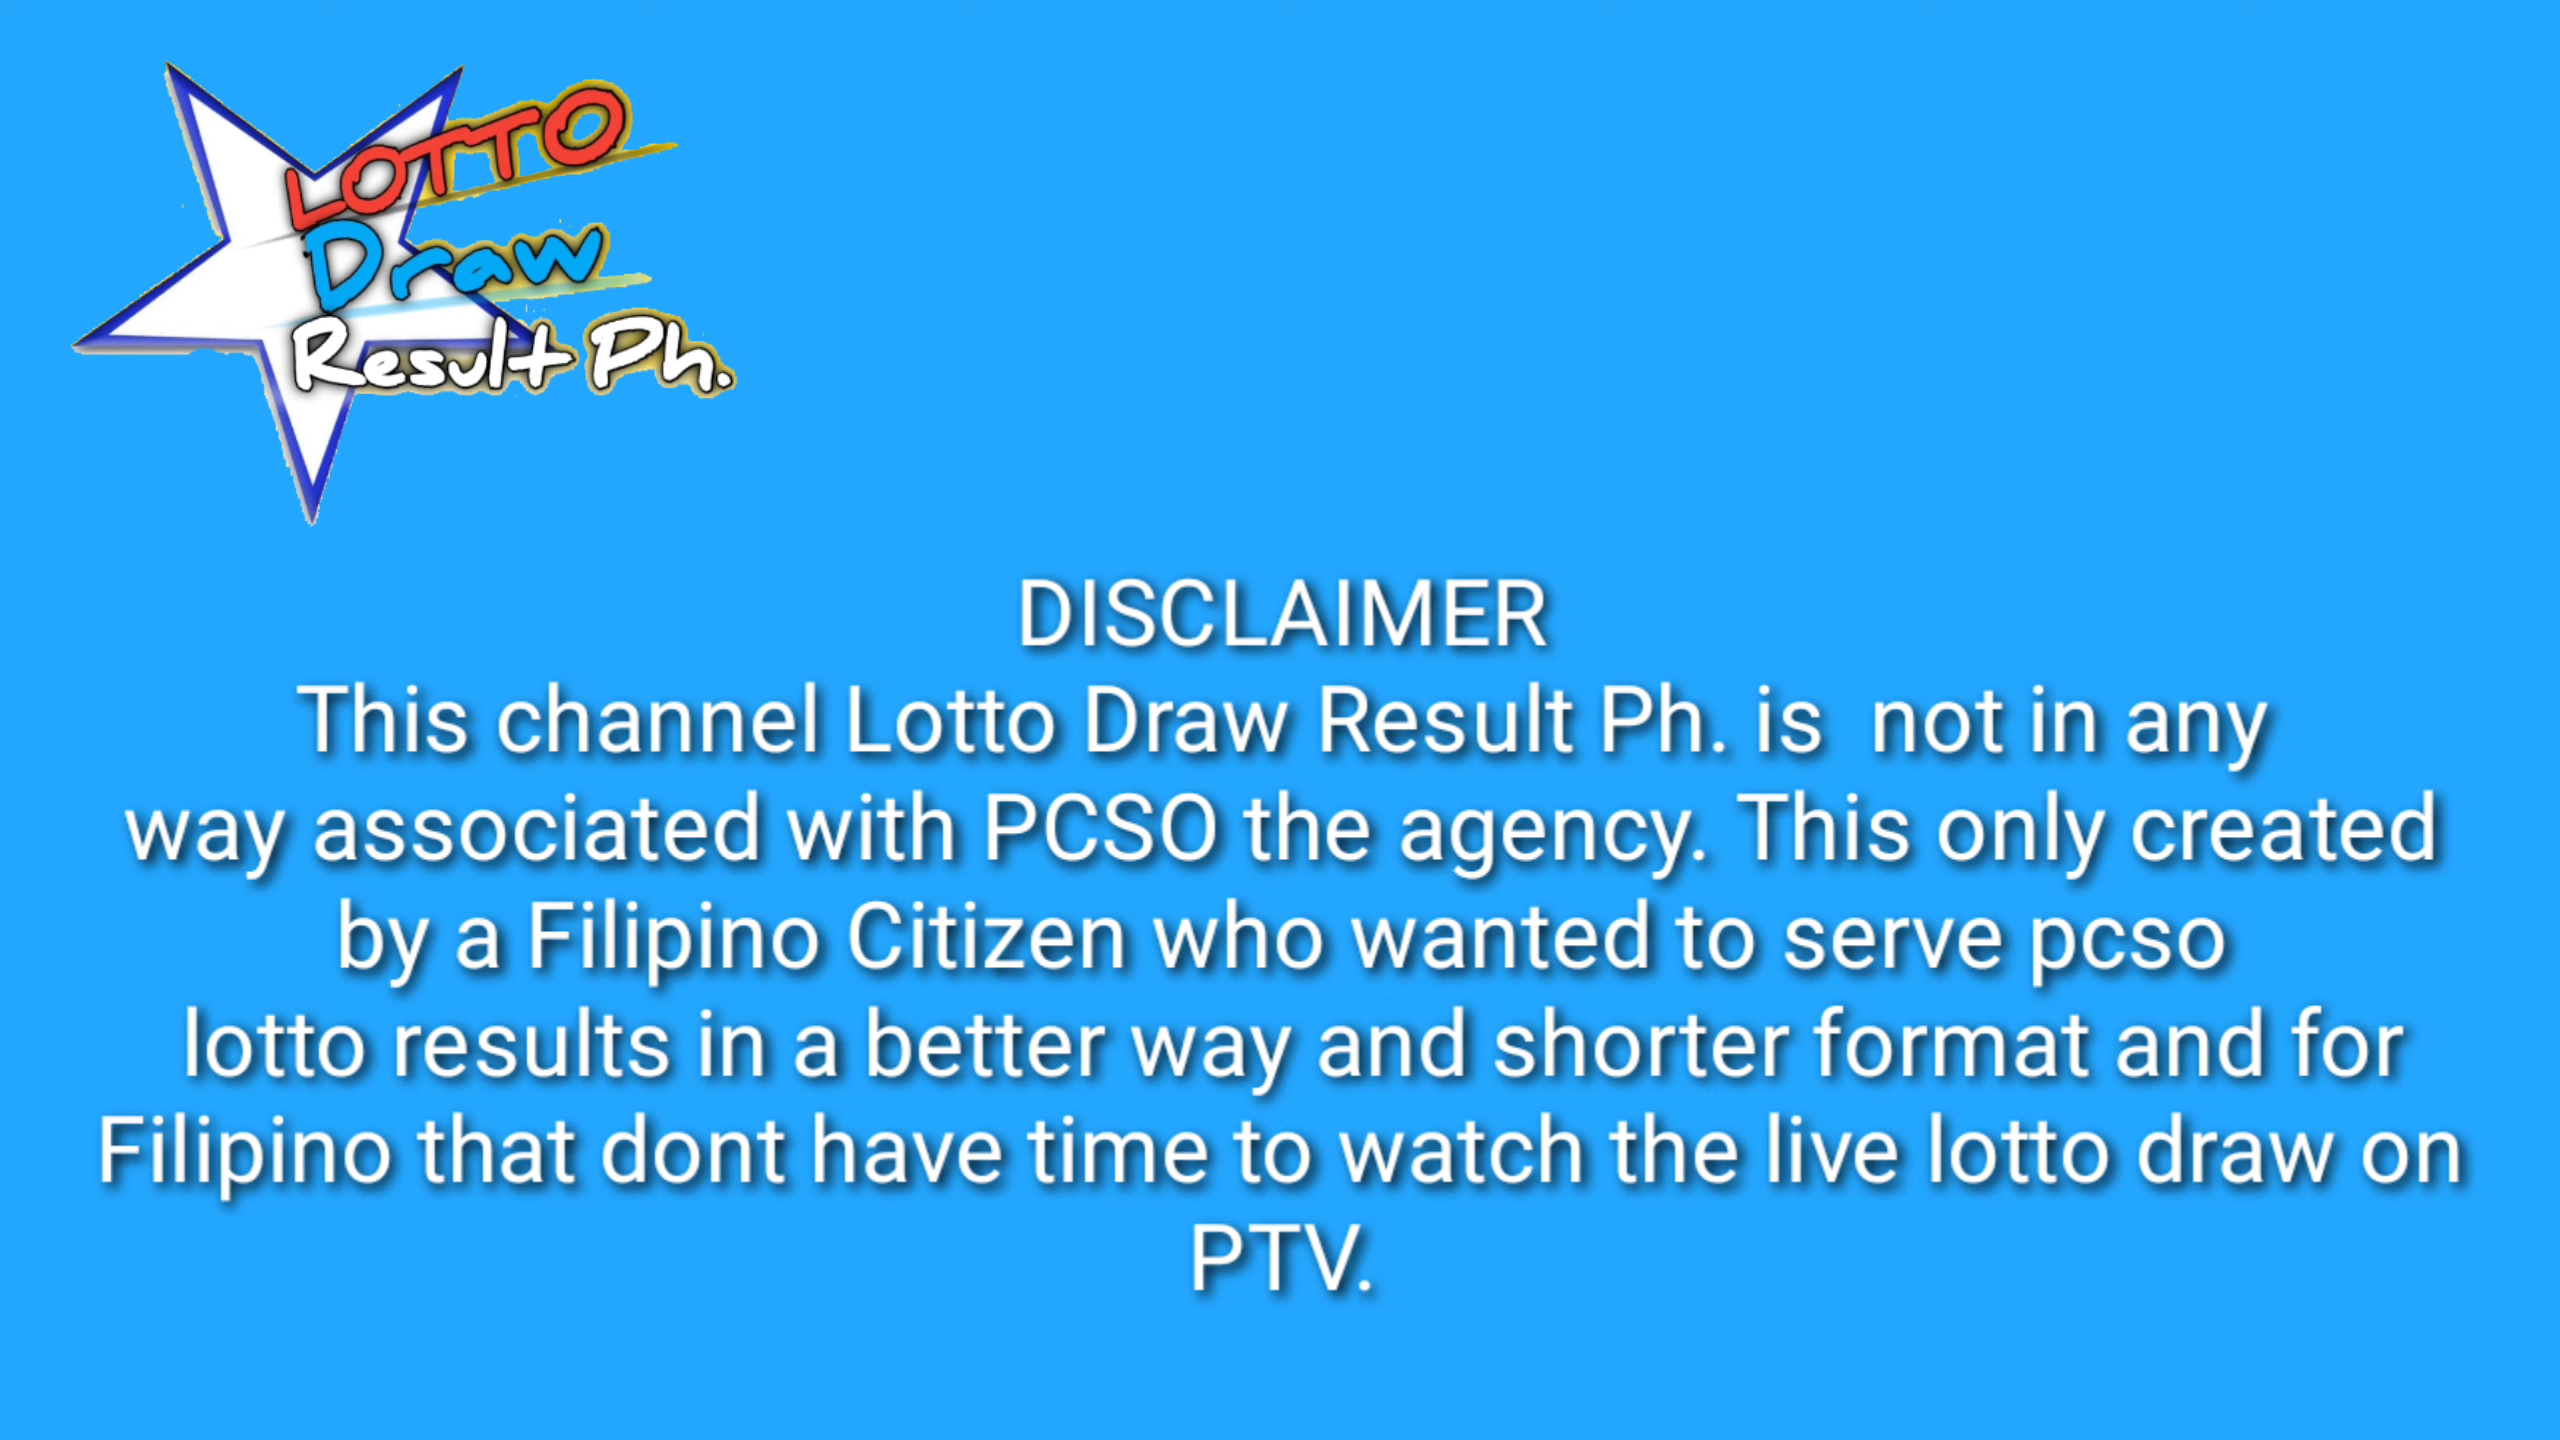 LOTTO
Draw
Result Ph.
DISCLAIMER
This channel Lotto Draw Result Ph. is  not in any
way associated with PCSO the agency. This only created
by a Filipino Citizen who wanted to serve pcso
lotto results in a better way and shorter format and for
Filipino that dont have time to watch the live lotto draw on
PTV.